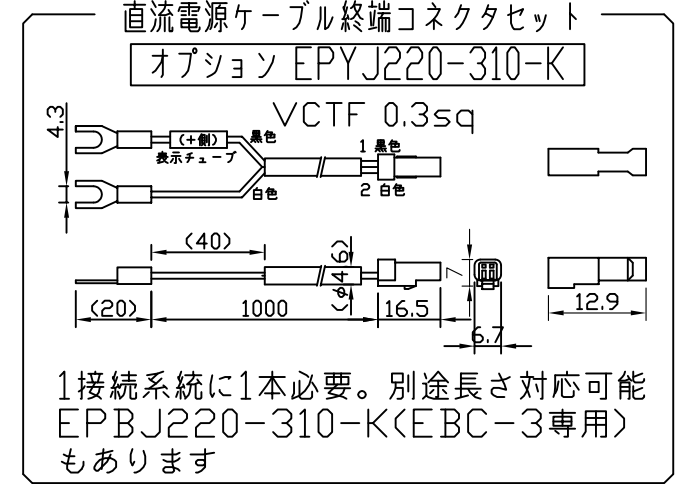 直流電源ケーブル終端コネクタセット
オプション EPYJ220-310-K
VCTF 0.3sq
4.3
(+側)
黒色
表示チューブ
白色
1 黒色
2 白色
(40)
(φ4.6)
7
(20)
1000
16.5
12.9
6.7
1接続系統に1本必要。別途長さ対応可能
EPBJ220-310-K(EBC-3専用)
もあります